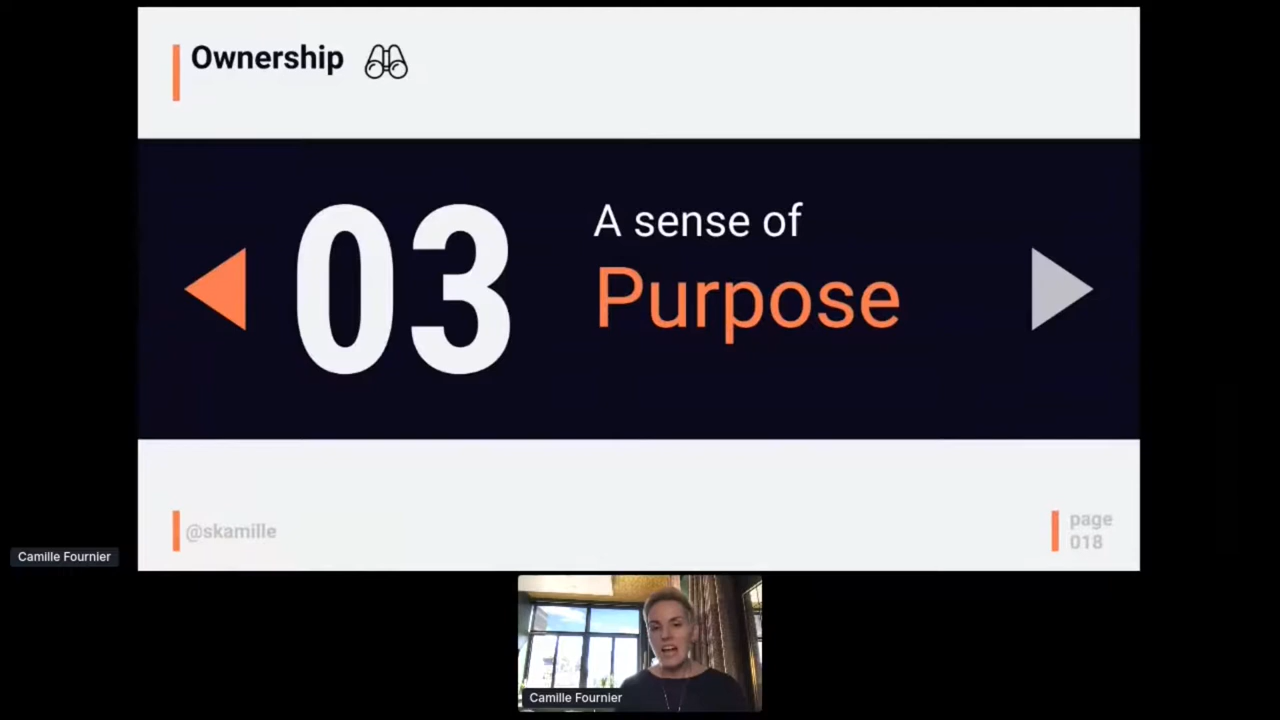 Ownership
03
A sense of
Purpose
@skamille
page
018
Camille Fournier
Camille Fournier